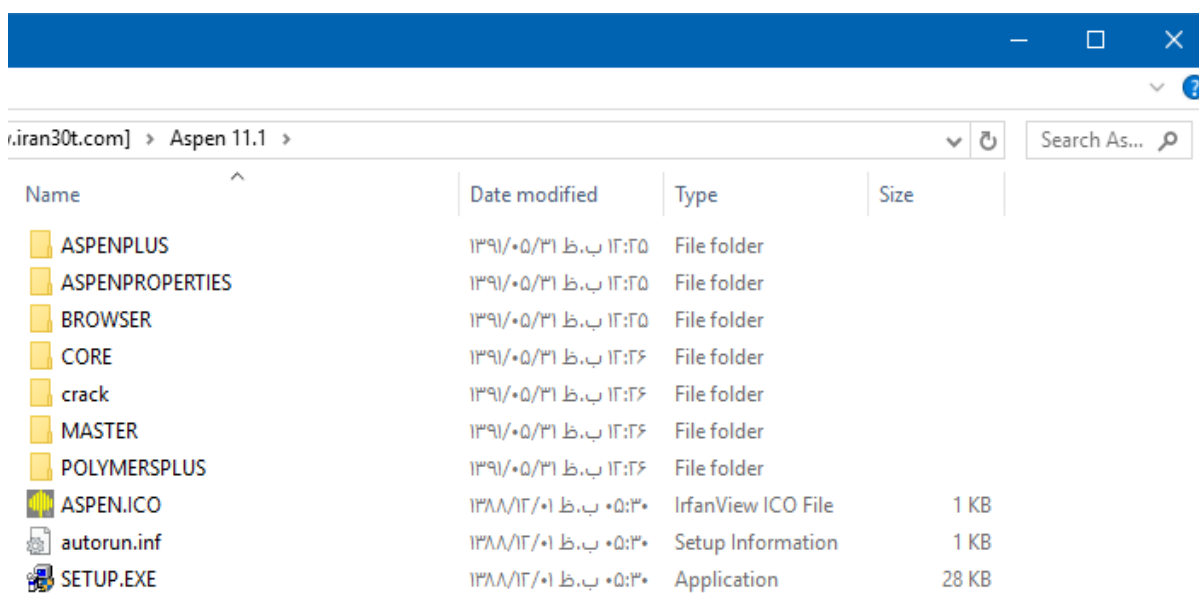 .iran30t.com] > Aspen 11.1 >
Search As...
Name Date modified Type Size
ASPENPLUS ۱۳۹۱/۰۵/۳۱ ب.ظ ۱۲:۲۵ File folder
ASPENPROPERTIES ۱۳۹۱/۰۵/۳۱ ب.ظ ۱۲:۲۵ File folder
BROWSER ۱۳۹۱/۰۵/۳۱ ب.ظ ۱۲:۲۵ File folder
CORE ۱۳۹۱/۰۵/۳۱ ب.ظ ۱۲:۲۶ File folder
crack ۱۳۹۱/۰۵/۳۱ ب.ظ ۱۲:۲۶ File folder
MASTER ۱۳۹۱/۰۵/۳۱ ب.ظ ۱۲:۲۶ File folder
POLYMERSPLUS ۱۳۹۱/۰۵/۳۱ ب.ظ ۱۲:۲۶ File folder
ASPEN.ICO ۱۳۸۸/۱۲/۰۱ ب.ظ ۰۵:۳۰ IrfanView ICO File 1 KB
autorun.inf ۱۳۸۸/۱۲/۰۱ ب.ظ ۰۵:۳۰ Setup Information 1 KB
SETUP.EXE ۱۳۸۸/۱۲/۰۱ ب.ظ ۰۵:۳۰ Application 28 KB